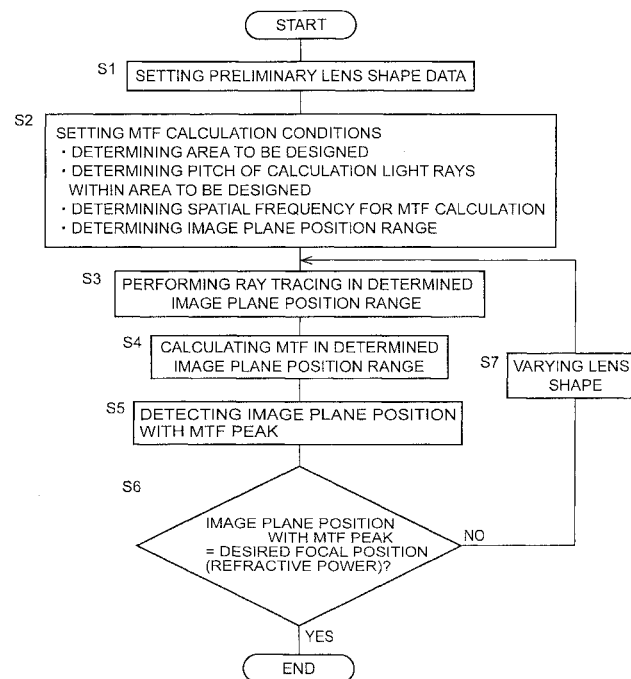 START
S1
SETTING PRELIMINARY LENS SHAPE DATA
S2
SETTING MTF CALCULATION CONDITIONS
・DETERMINING AREA TO BE DESIGNED
・DETERMINING PITCH OF CALCULATION LIGHT RAYS
WITHIN AREA TO BE DESIGNED
・DETERMINING SPATIAL FREQUENCY FOR MTF CALCULATION
・DETERMINING IMAGE PLANE POSITION RANGE
S3
PERFORMING RAY TRACING IN DETERMINED
IMAGE PLANE POSITION RANGE
S4
CALCULATING MTF IN DETERMINED
IMAGE PLANE POSITION RANGE
S7
VARYING LENS
SHAPE
S5
DETECTING IMAGE PLANE POSITION
WITH MTF PEAK
S6
IMAGE PLANE POSITION
WITH MTF PEAK
= DESIRED FOCAL POSITION
(REFRACTIVE POWER)?
NO
YES
END